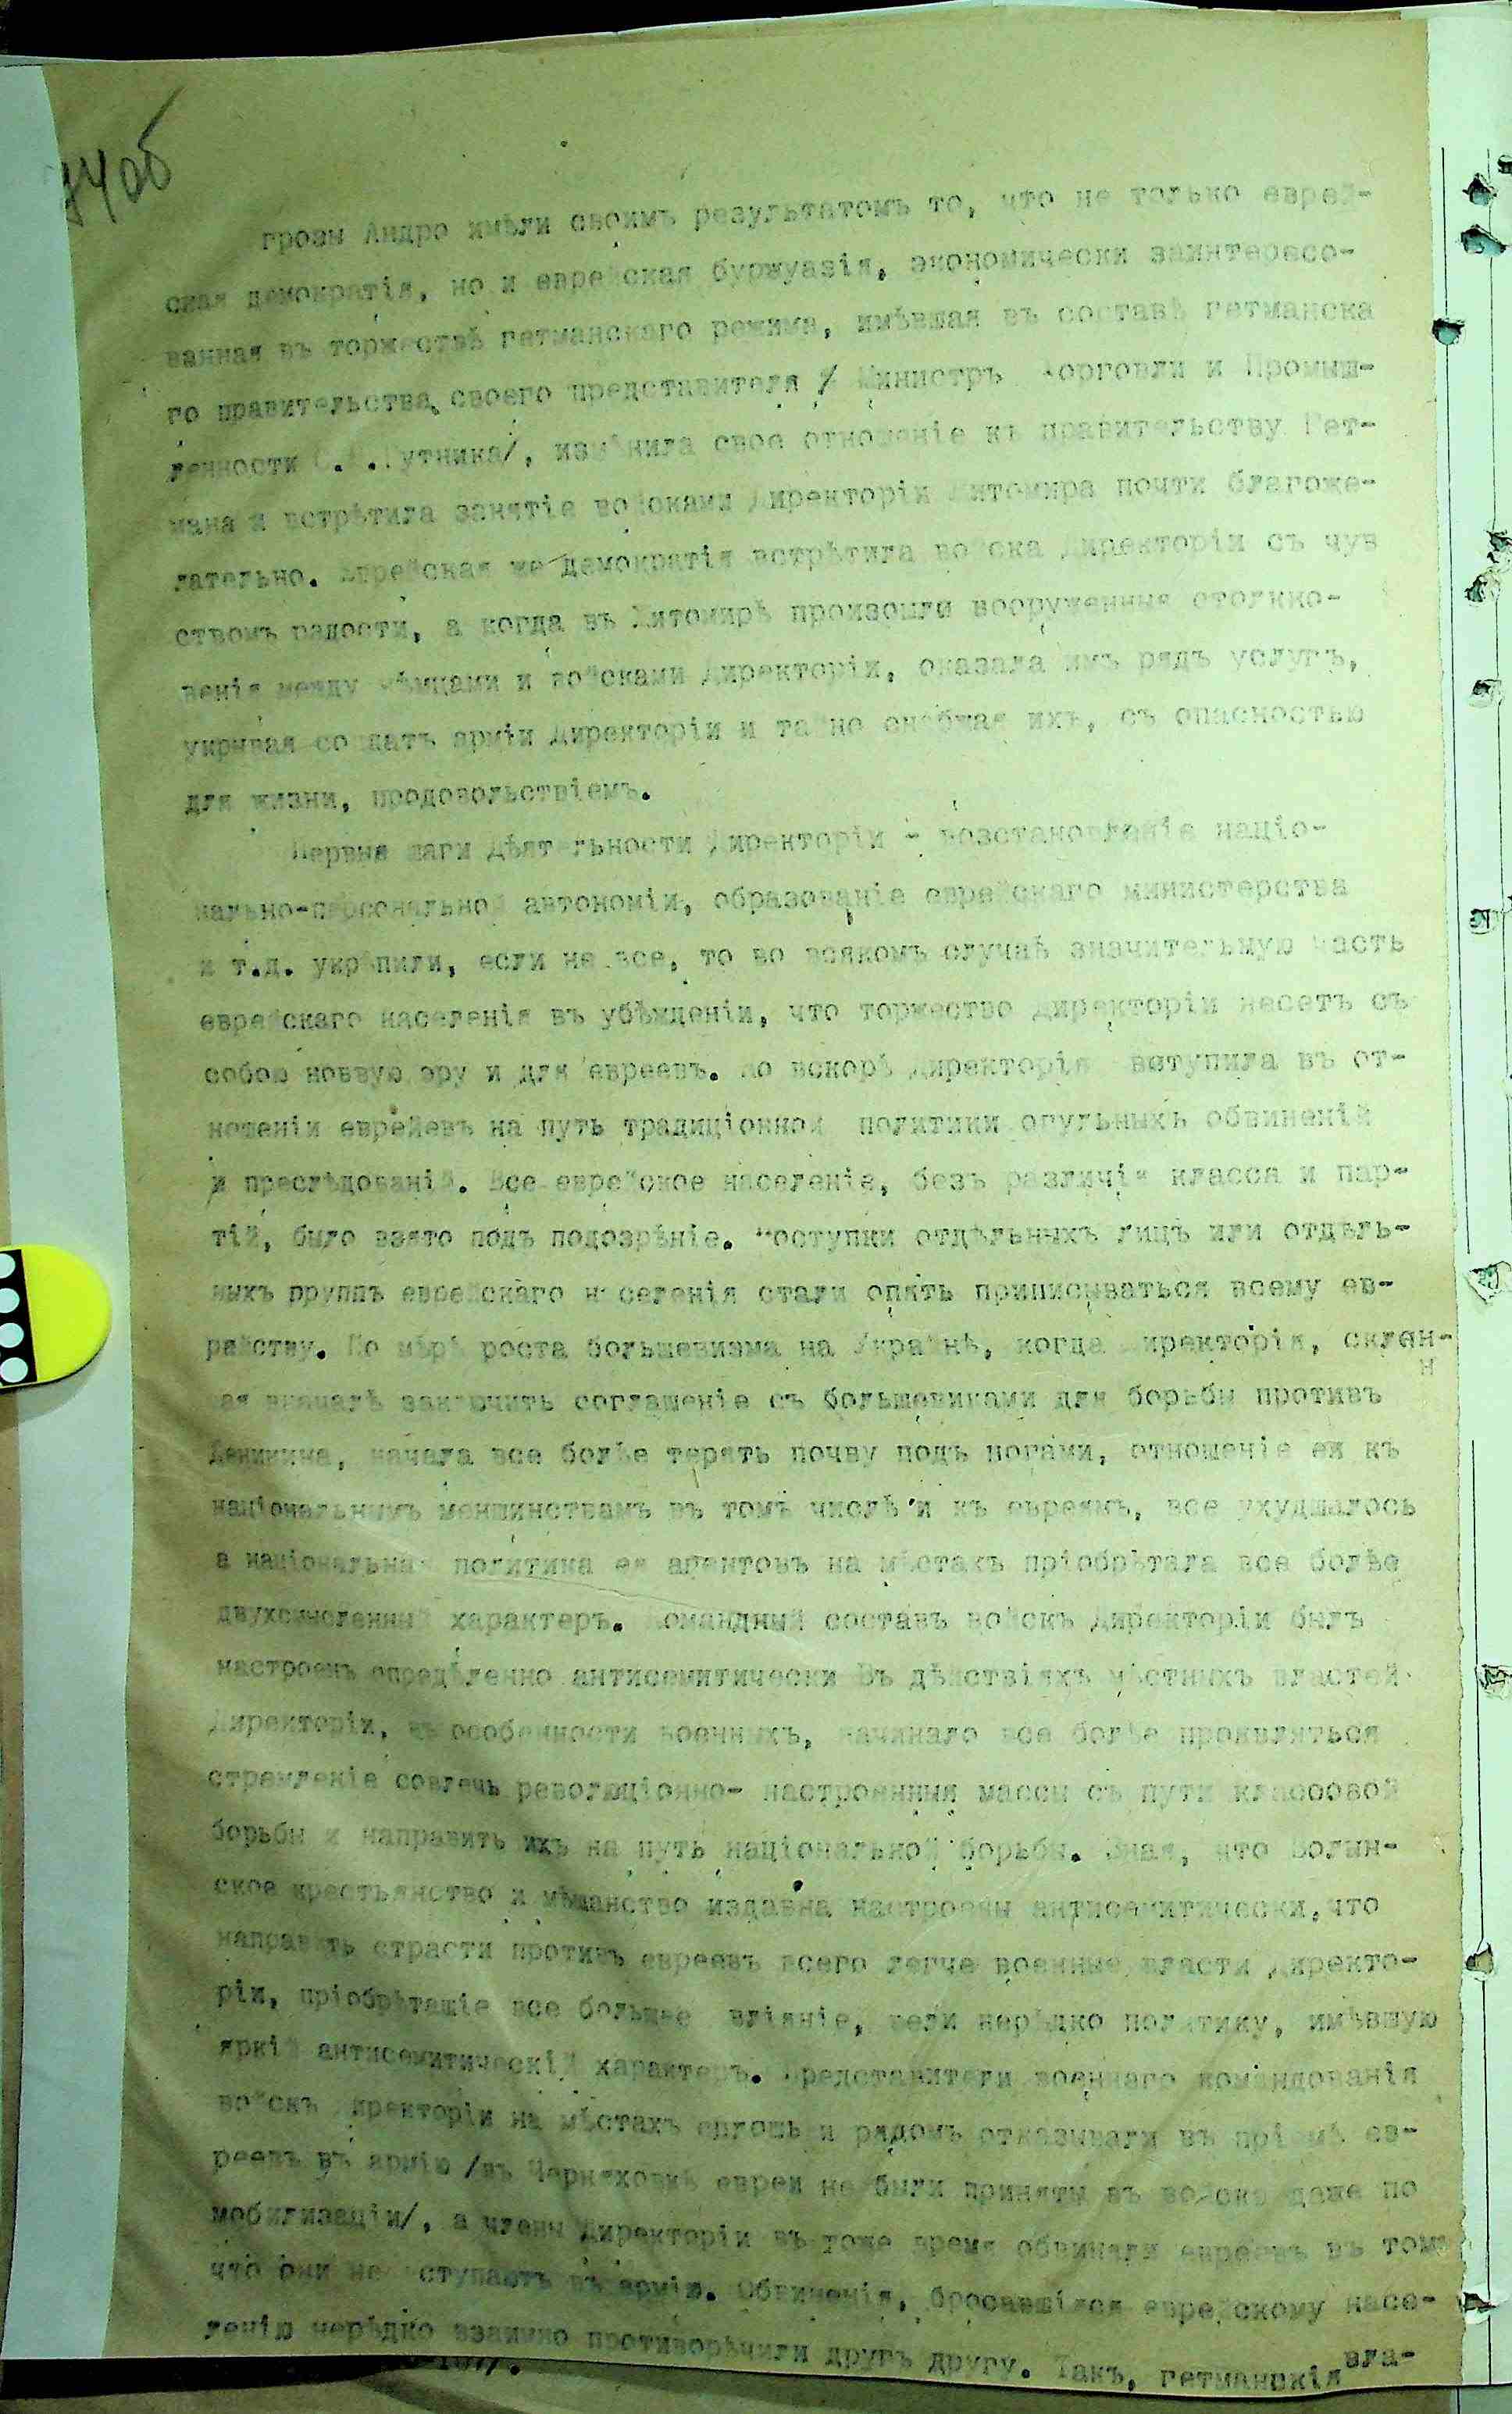 74об
грозы Андро имѣли своимъ результатомъ то, что не только еврей-
ская демократія, но и еврейская буржуазія, экономически заинтересо-
ванная въ торжествѣ гетманскаго режима, имѣвшая въ составѣ гетманска
го правительства своего представителя / Министръ Торговли и Промыш-
ленности С.М.Гутника/, измѣнила свое отношеніе къ правительству Гет-
мана и встрѣтила занятіе войсками Директоріи Житомира почти благоже-
лательно. Еврейская же демократія встрѣтила войска Директоріи съ чув
ствомъ радости, а когда въ Житомирѣ произошли вооруженныя столкно-
венія между нѣмцами и войсками Директоріи, оказала имъ рядъ услугъ,
укрывая солдатъ арміи Директоріи и тайно снабжая ихъ, съ опасностью
для жизни, продовольствіемъ.
Первыя шаги дѣятельности Директоріи - возстановленіе націо-
нально-персональной автономіи, образованіе еврейскаго министерства
и т.д. укрѣпили, если не все, то во всякомъ случаѣ значительную часть
еврейскаго населенія въ убѣжденіи, что торжество Директоріи несетъ съ
собою новую эру и для евреевъ. Но вскорѣ Директорія вступила въ от-
ношеніи еврейевъ на путь традиціонной политики огульныхъ обвиненій
и преслѣдованій. Все еврейское населеніе, безъ различія класса и пар-
тій, было взято подъ подозрѣніе. Поступки отдѣльныхъ лицъ или отдѣль-
ныхъ группъ еврейскаго населенія стали опять приписываться всему ев-
рейству. По мѣрѣ роста большевизма на Украйнѣ, когда Директорія, склон-
н
ая вначалѣ заключить соглашеніе съ большевиками для борьбы противъ
Деникина, начала все болѣе терять почву подъ ногами, отношеніе ея къ
національнымъ меншинствамъ въ томъ числѣ и къ евреямъ, все ухудшалось
а національная политика ея агентовъ на мѣстахъ пріобрѣтала все болѣе
двухсмысленный характеръ. Командный составъ войскъ Директоріи былъ
настроенъ опредѣленно антисемитически Въ дѣйствіяхъ мѣстныхъ властей
Директоріи, въ особенности военныхъ, начинало все болѣе проявляться
стремленіе совлечь революціонно- настроенныя массы съ пути классовой
борьбы и направить ихъ на путь національной борьбы. Зная, что Волын-
ское крестьянство и мѣщанство издавна настроены антисемитически, что
направить страсти противъ евреевъ всего легче военные власти Директо-
ріи, пріобрѣтшіе все большее вліяніе, вели нерѣдко политику, имѣвшую
яркій антисемитическій характеръ. Представители военнаго командованія
войскъ Директоріи на мѣстахъ сплошь и рядомъ отказывали въ пріемѣ ев-
реевъ въ армію /въ Черняховѣ евреи не были приняты въ войско даже по
мобилизаціи/, а члены Директоріи въ тоже время обвиняли евреевъ въ томъ
что они не вступаютъ въ армію. Обвиненія, бросавшіяся еврейскому насе-
ленію нерѣдко взаимно противорѣчили другъ другу. Такъ, гетманскія вла-